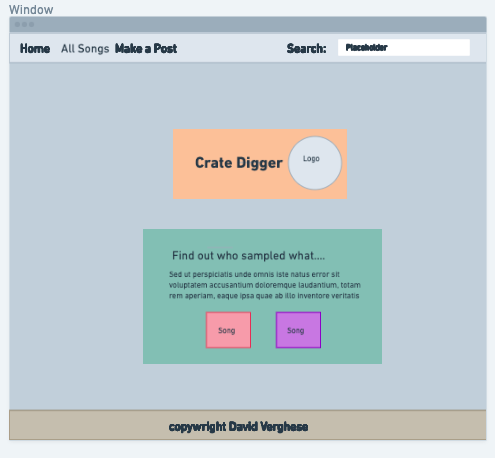 Window
Home All Songs Make a Post Search: Placeholder
Crate Digger Logo
Find out who sampled what....
Sed ut perspiciatis unde omnis iste natus error sit
voluptatem accusantium doloremque laudantium, totam
rem aperiam, eaque ipsa quae ab illo inventore veritatis
Song Song
copywright David Verghese